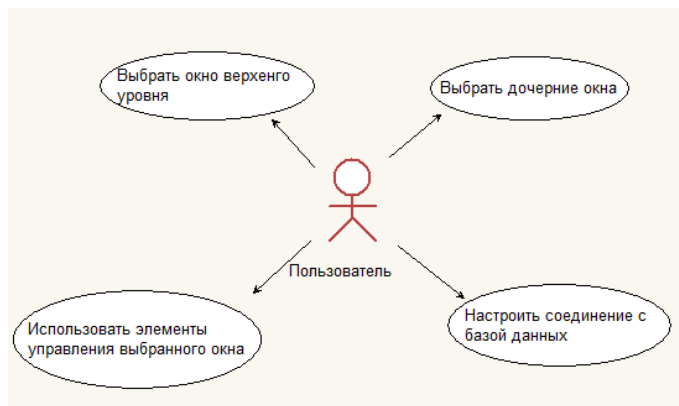 Выбрать окно верхенго
уровня
Выбрать дочерние окна
Пользователь
Использовать элементы
управления выбранного окна
Настроить соединение с
базой данных